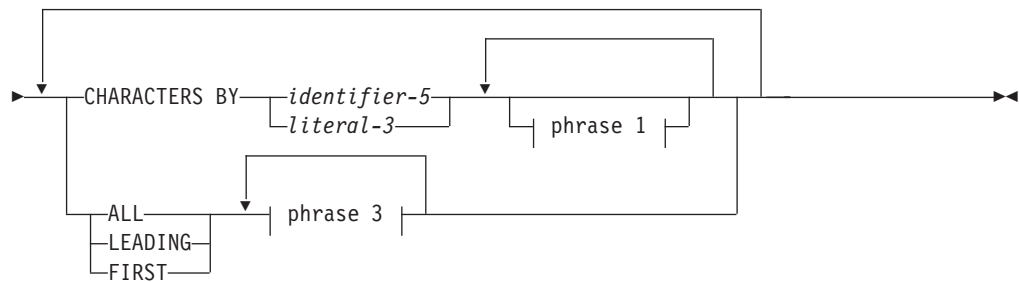 CHARACTERS BY identifier-5
literal-3
phrase 1
ALL
phrase 3
LEADING
FIRST